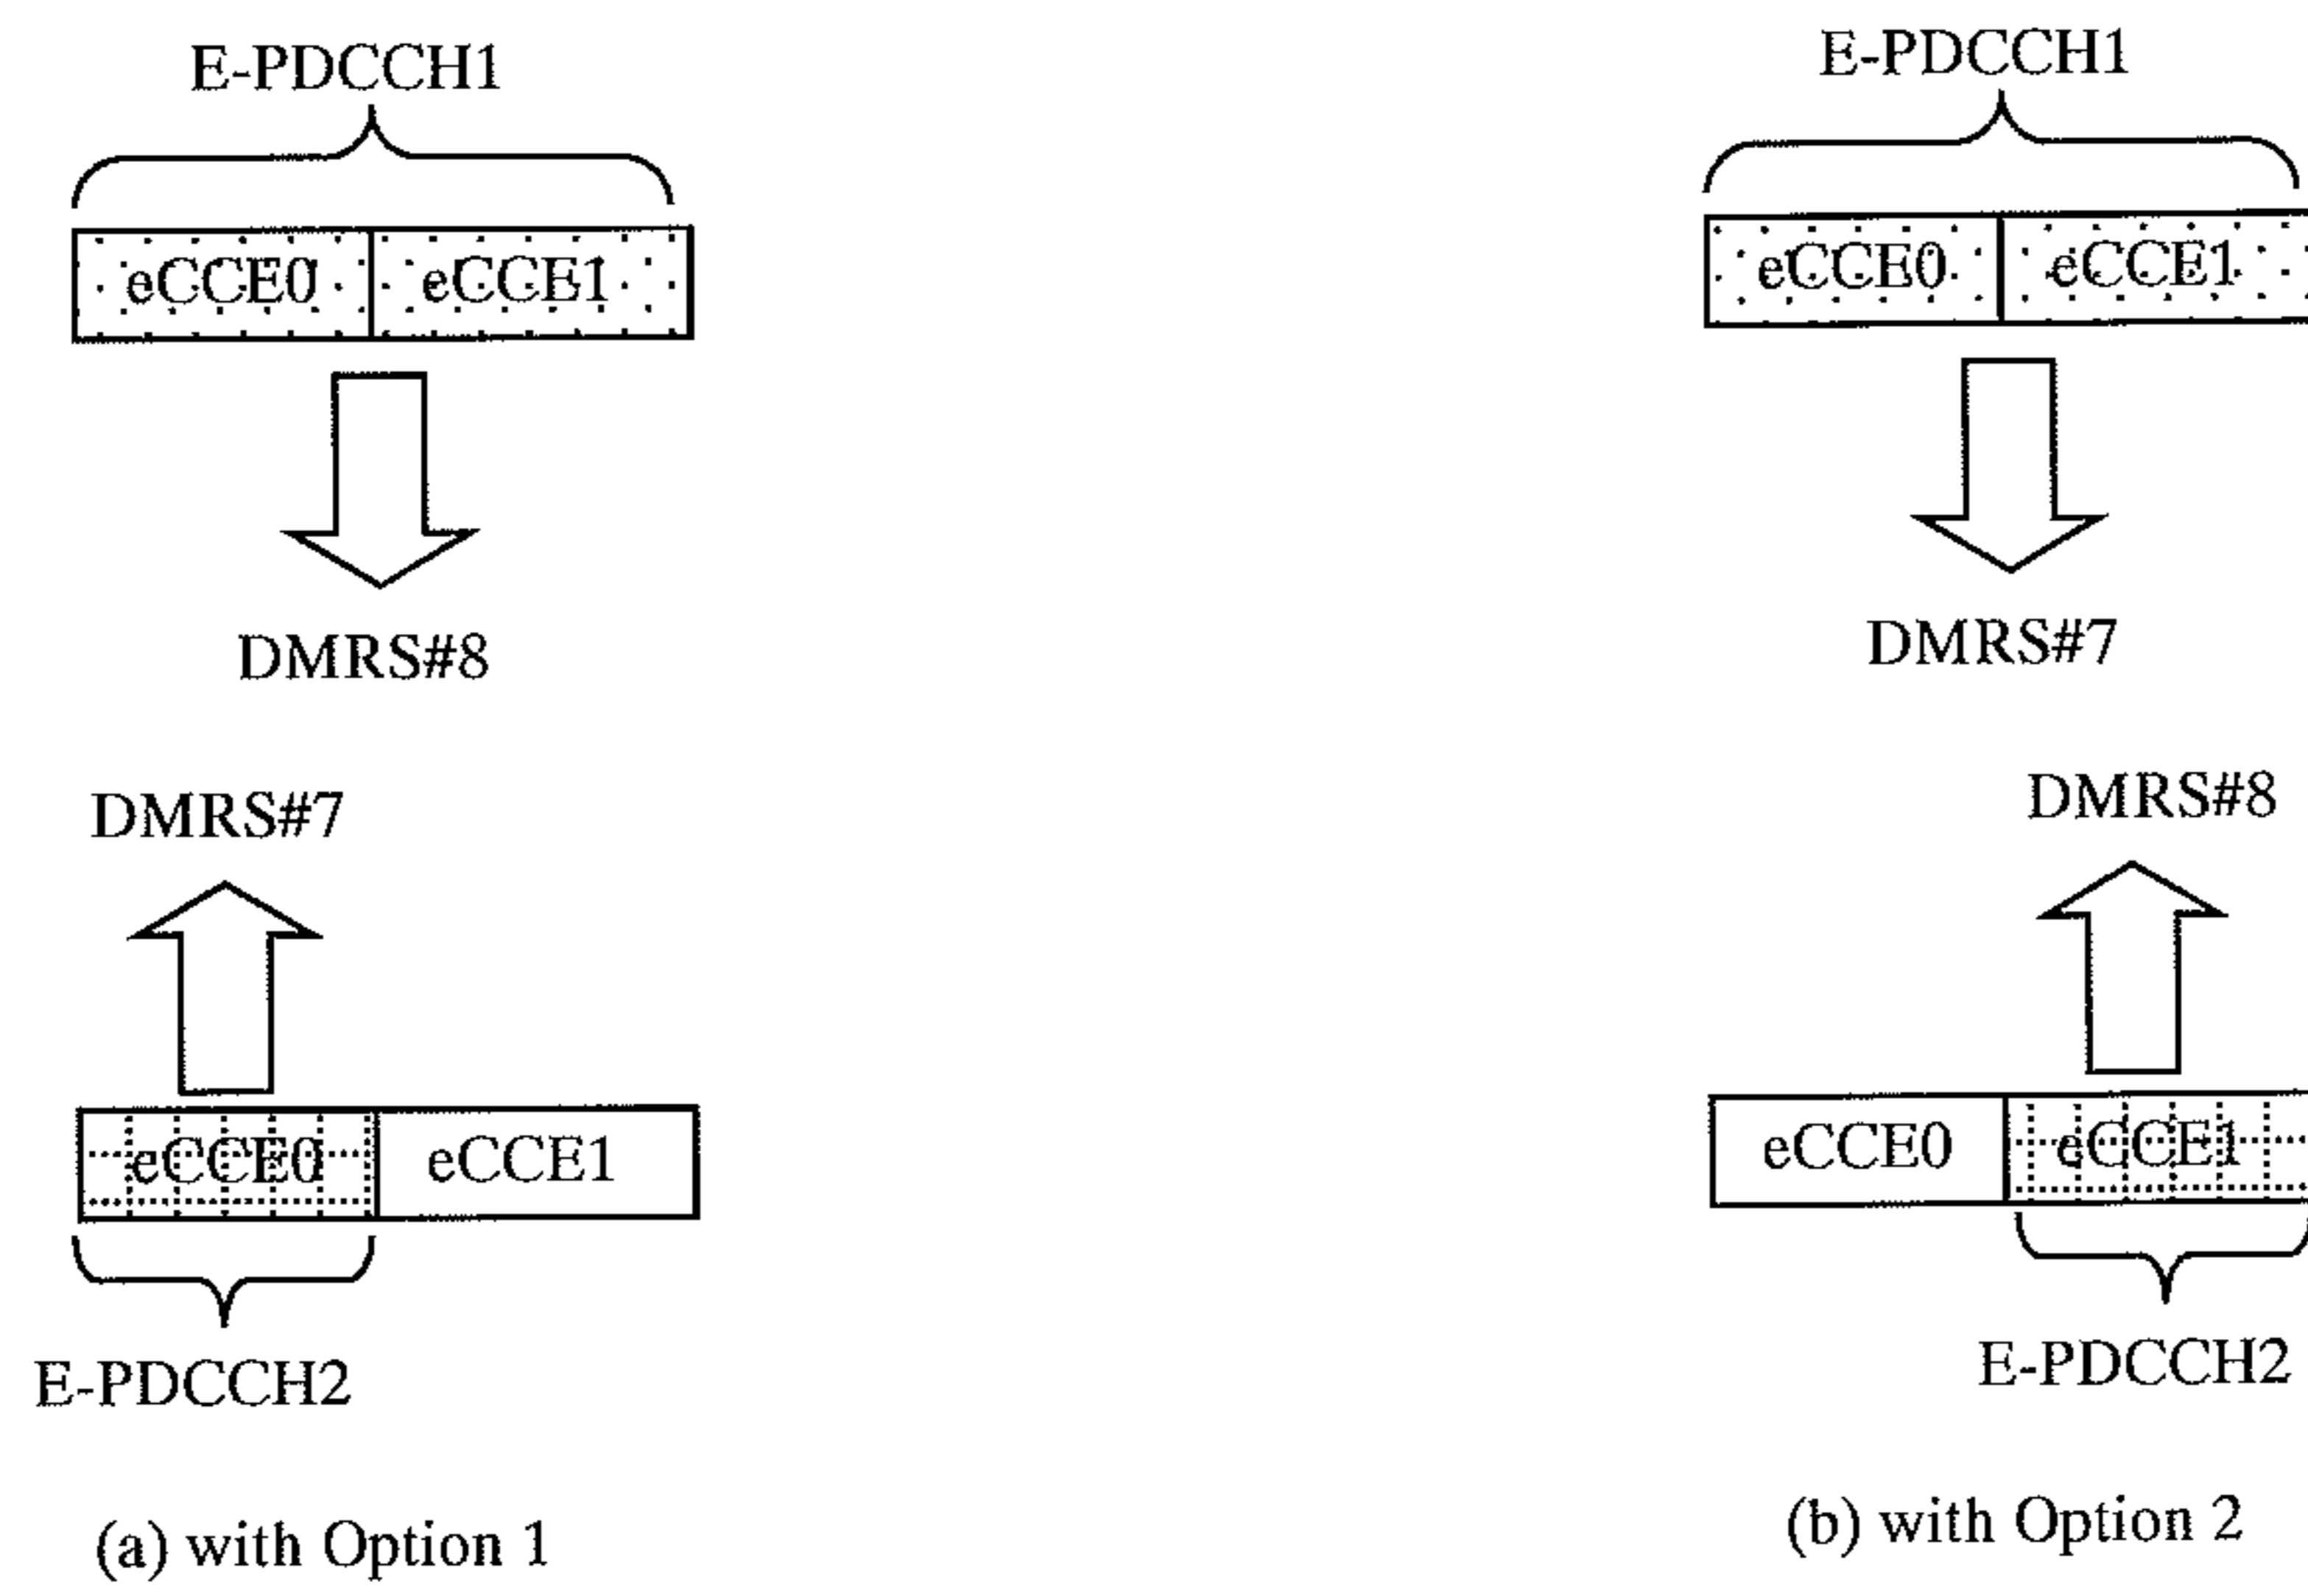 E-PDCCH1
eCCE0 eCCE1
DMRS#8
DMRS#7
eCCE0 eCCE1
E-PDCCH2
(a) with Option 1
E-PDCCH1
eCCE0 eCCE1
DMRS#7
DMRS#8
eCCE0 eCCE1
E-PDCCH2
(b) with Option 2